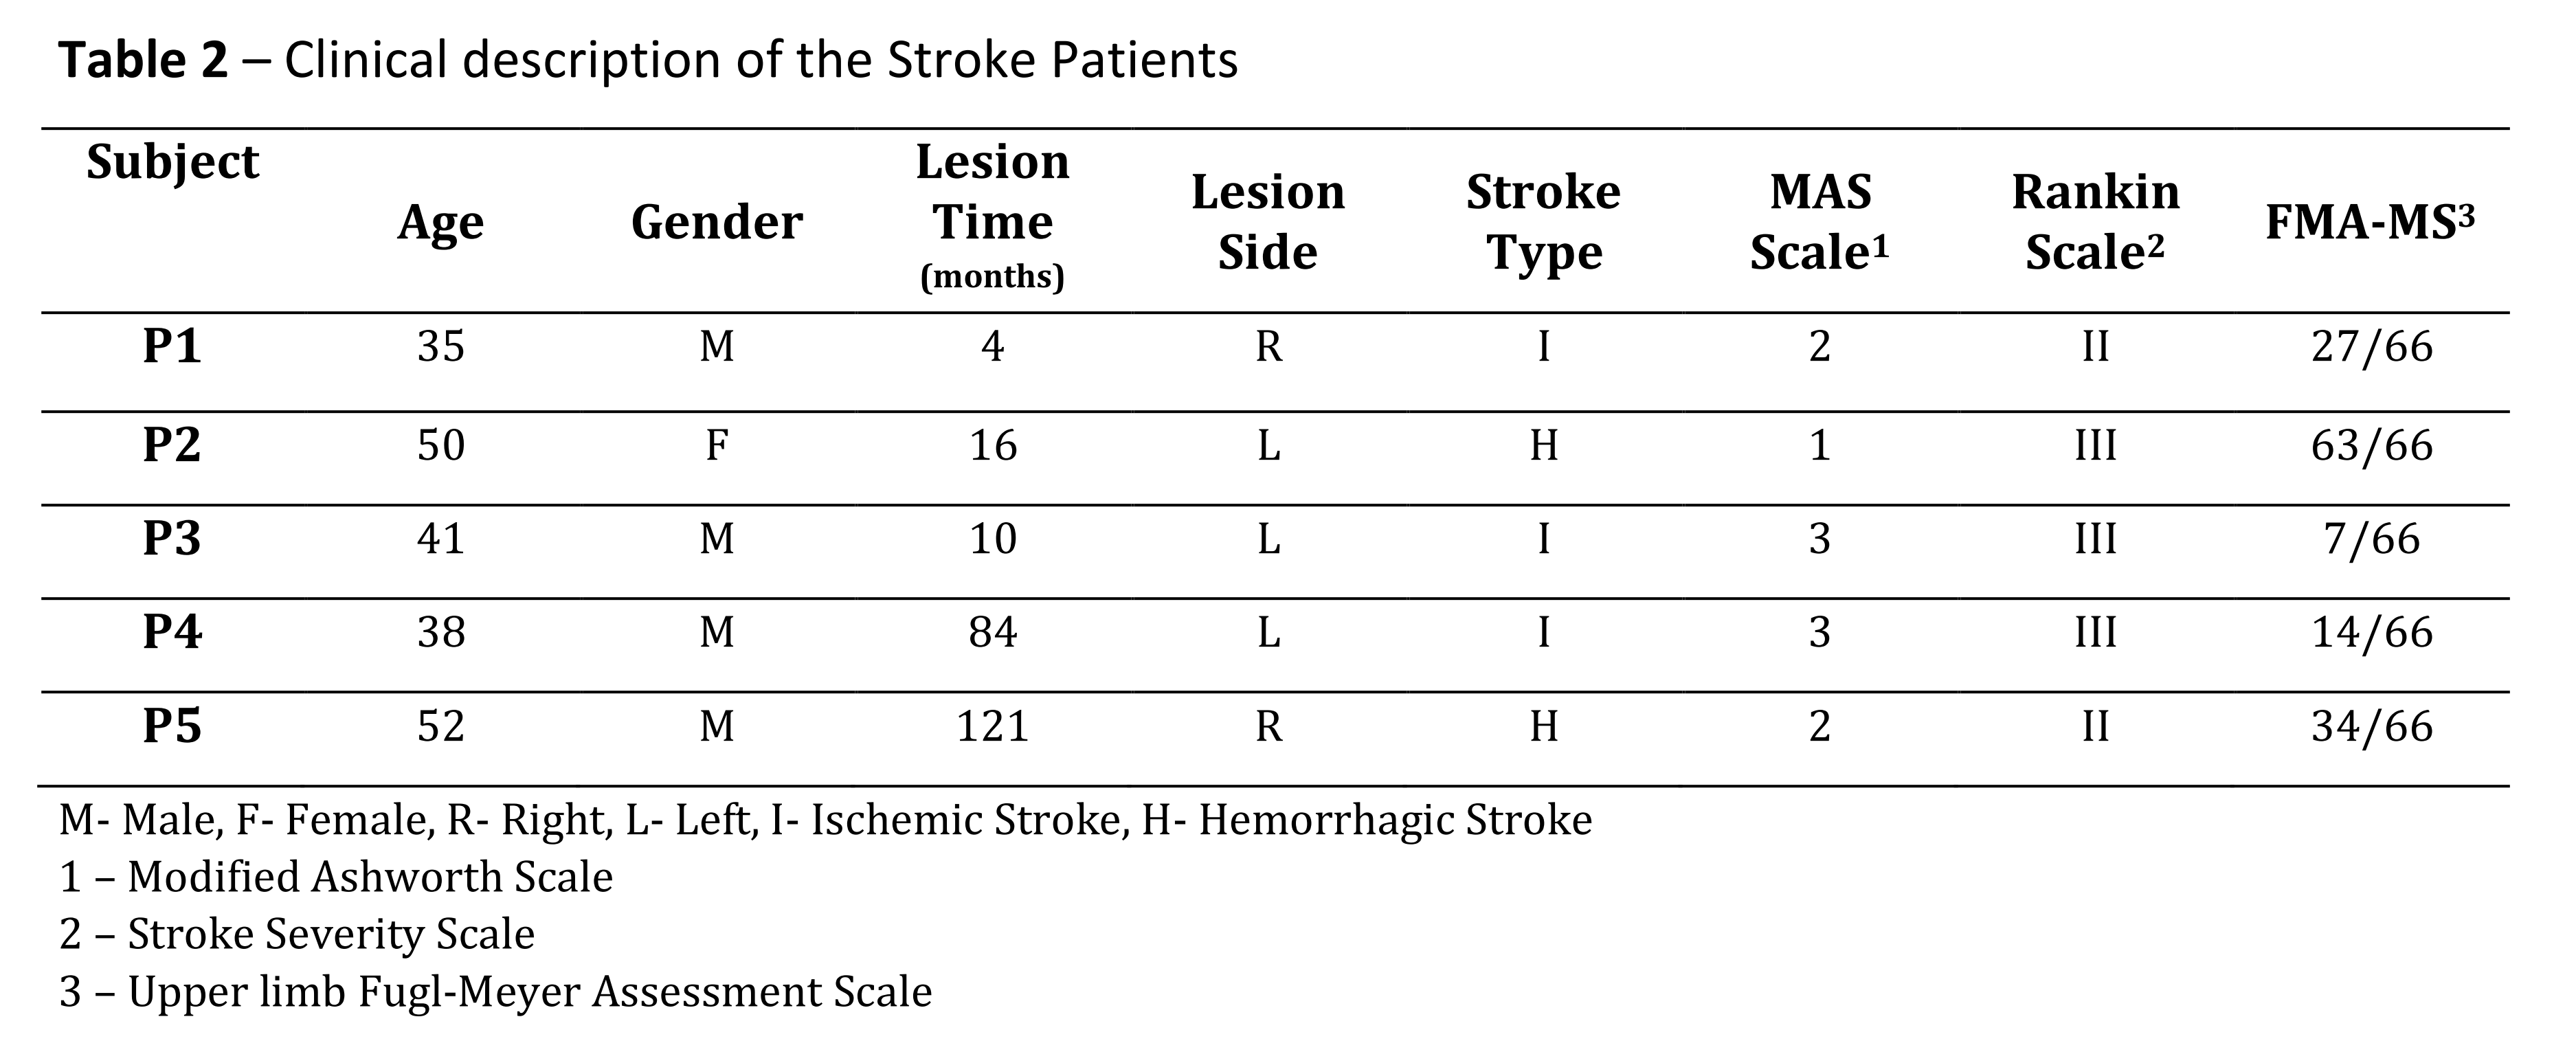 Table 2 – Clinical description of the Stroke Patients
Subject Age Gender Lesion Time (months) Lesion Side Stroke Type MAS Scale¹ Rankin Scale² FMA-MS³
P1 35 M 4 R I 2 II 27/66
P2 50 F 16 L H 1 III 63/66
P3 41 M 10 L I 3 III 7/66
P4 38 M 84 L I 3 III 14/66
P5 52 M 121 R H 2 II 34/66
M- Male, F- Female, R- Right, L- Left, I- Ischemic Stroke, H- Hemorrhagic Stroke
1 – Modified Ashworth Scale
2 – Stroke Severity Scale
3 – Upper limb Fugl-Meyer Assessment Scale